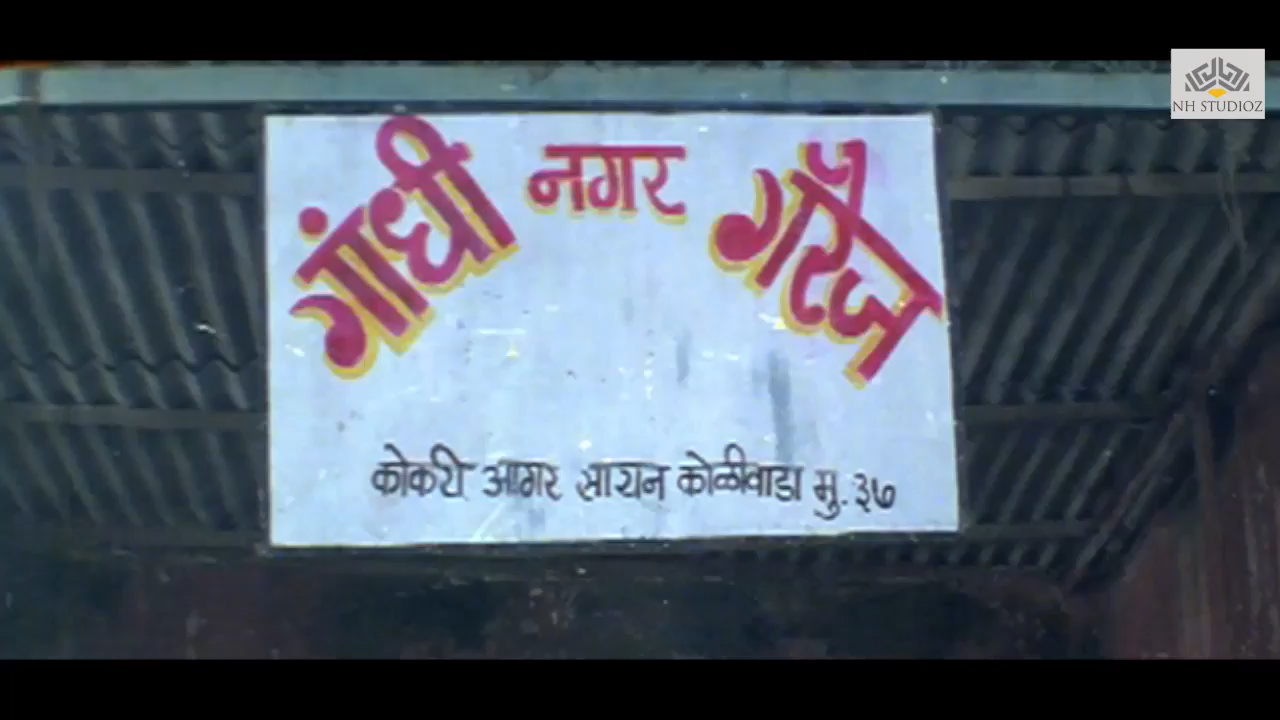 गांधी नगर गॅरेज
कोकरी आगर सायन कोळीवाडा मु. ३७
NH STUDIOZ